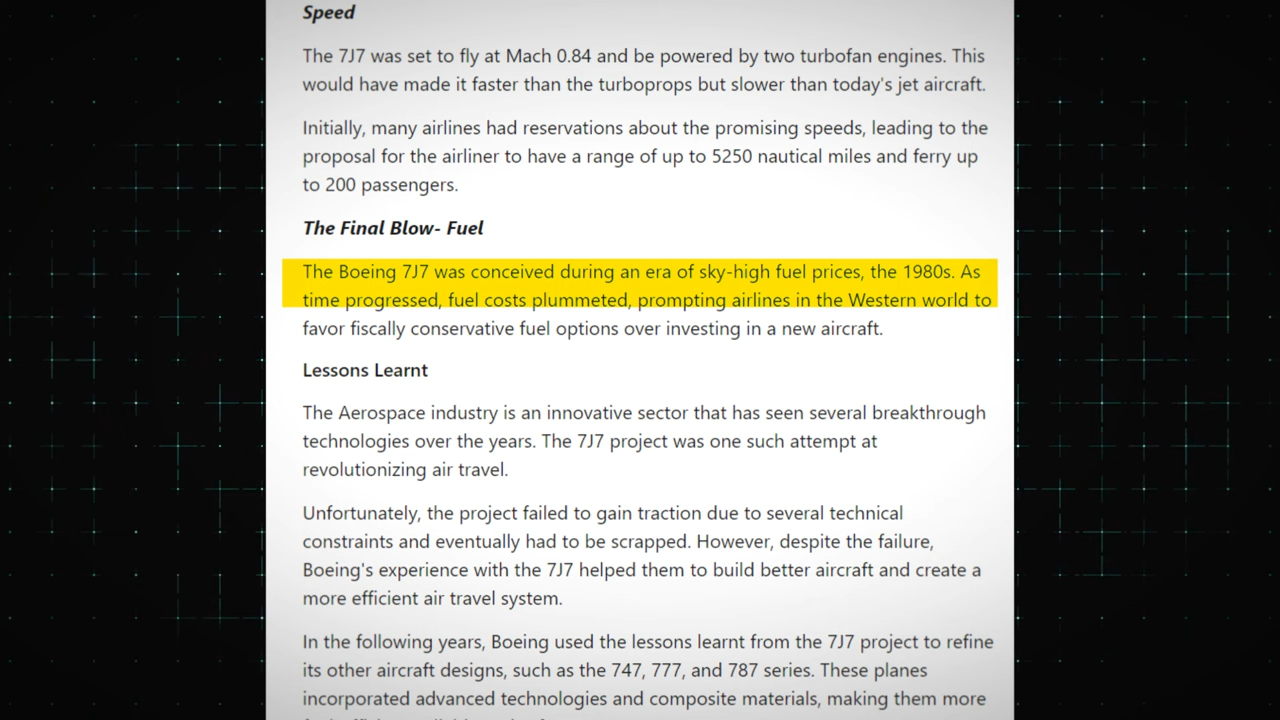 Speed
The 7J7 was set to fly at Mach 0.84 and be powered by two turbofan engines. This
would have made it faster than the turboprops but slower than today's jet aircraft.
Initially, many airlines had reservations about the promising speeds, leading to the
proposal for the airliner to have a range of up to 5250 nautical miles and ferry up
to 200 passengers.
The Final Blow- Fuel
The Boeing 7J7 was conceived during an era of sky-high fuel prices, the 1980s. As
time progressed, fuel costs plummeted, prompting airlines in the Western world to
favor fiscally conservative fuel options over investing in a new aircraft.
Lessons Learnt
The Aerospace industry is an innovative sector that has seen several breakthrough
technologies over the years. The 7J7 project was one such attempt at
revolutionizing air travel.
Unfortunately, the project failed to gain traction due to several technical
constraints and eventually had to be scrapped. However, despite the failure,
Boeing's experience with the 7J7 helped them to build better aircraft and create a
more efficient air travel system.
In the following years, Boeing used the lessons learnt from the 7J7 project to refine
its other aircraft designs, such as the 747, 777, and 787 series. These planes
incorporated advanced technologies and composite materials, making them more